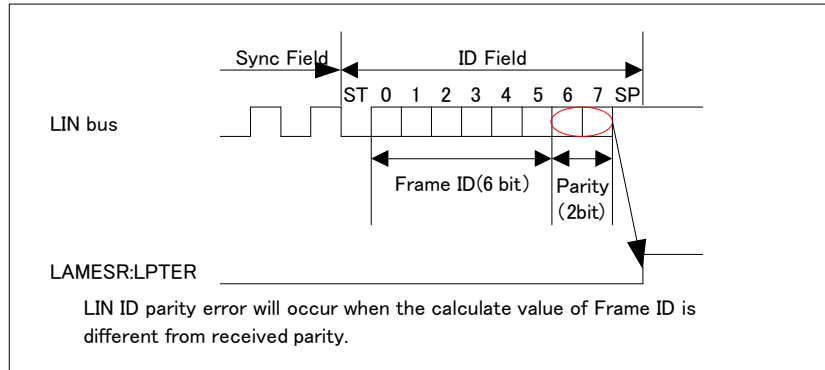 Sync Field
ID Field
ST 0 1 2 3 4 5 6 7 SP
LIN bus
Frame ID(6 bit)
Parity
(2bit)
LAMESR:LPTER
LIN ID parity error will occur when the calculate value of Frame ID is
different from received parity.